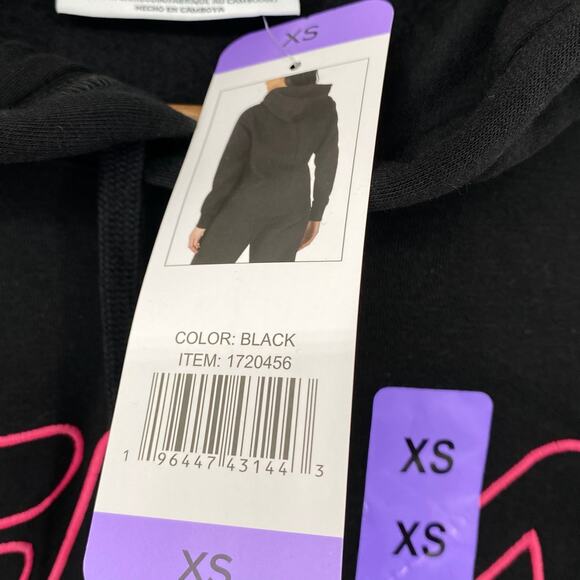 HECHO EN CAMBOYA
XS
COLOR: BLACK
ITEM: 1720456
1 96447 43144 3
XS
XS
XS